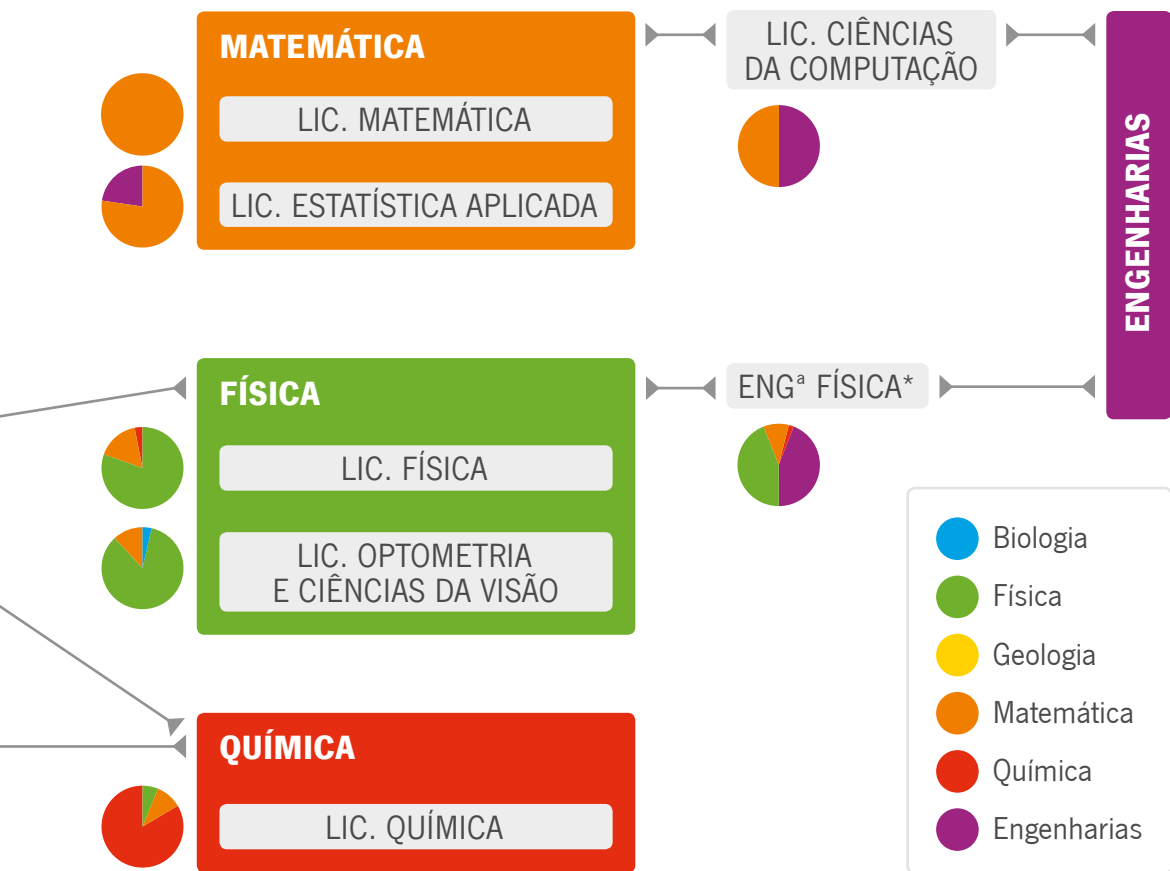 MATEMÁTICA
LIC. MATEMÁTICA
LIC. ESTATÍSTICA APLICADA
LIC. CIÊNCIAS
DA COMPUTAÇÃO
ENGENHARIAS
FÍSICA
LIC. FÍSICA
LIC. OPTOMETRIA
E CIÊNCIAS DA VISÃO
ENGª FÍSICA*
QUÍMICA
LIC. QUÍMICA
Biologia
Física
Geologia
Matemática
Química
Engenharias